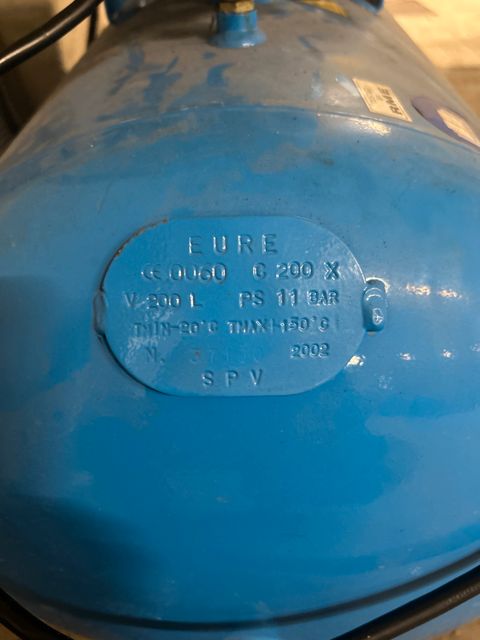 EURE
CE 0060 C 200 X
V 200 L PS 11 BAR
TMIN-20°C TMAX+150°C
N. 2002
SPV